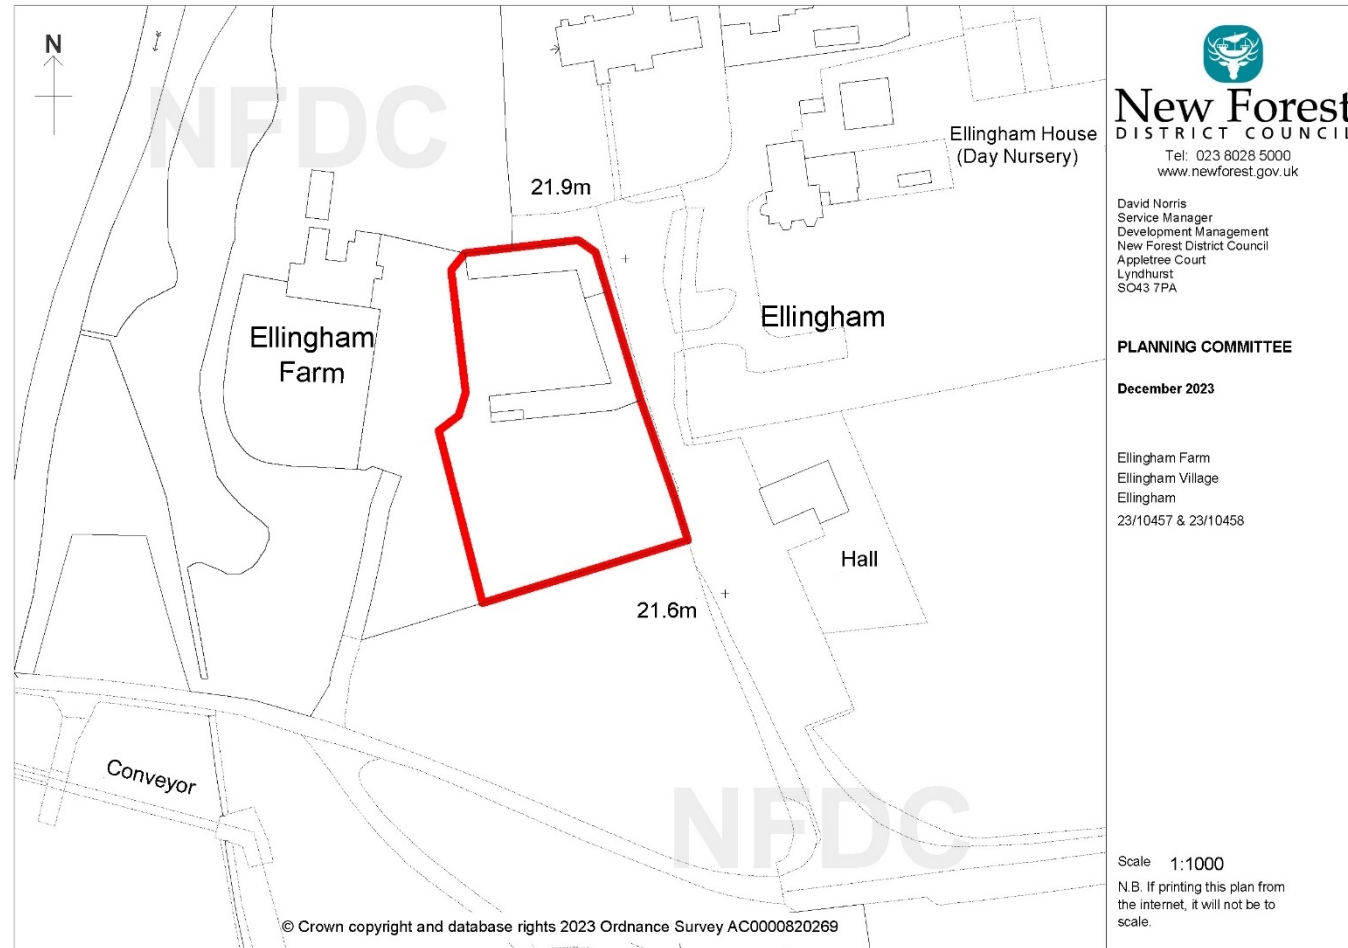 N
NFDC
Ellingham House
(Day Nursery)
21.9m
Ellingham
Farm
Ellingham
Hall
21.6m
Conveyor
NFDC
© Crown copyright and database rights 2023 Ordnance Survey AC0000820269
New Forest
DISTRICT COUNCIL
Tel: 023 8028 5000
www.newforest.gov.uk
David Norris
Service Manager
Development Management
New Forest District Council
Appletree Court
Lyndhurst
SO43 7PA
PLANNING COMMITTEE
December 2023
Ellingham Farm
Ellingham Village
Ellingham
23/10457 & 23/10458
Scale 1:1000
N.B. If printing this plan from
the internet, it will not be to
scale.